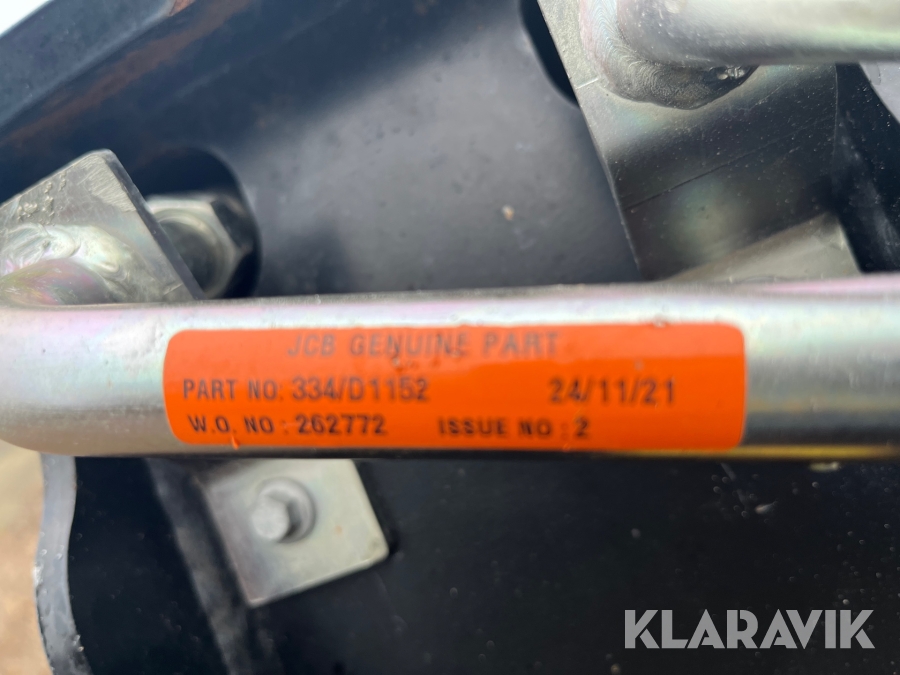 JCB GENUINE PART
PART NO: 334/D1152 24/11/21
W.O. NO : 262772 ISSUE NO : 2
KLARAVIK